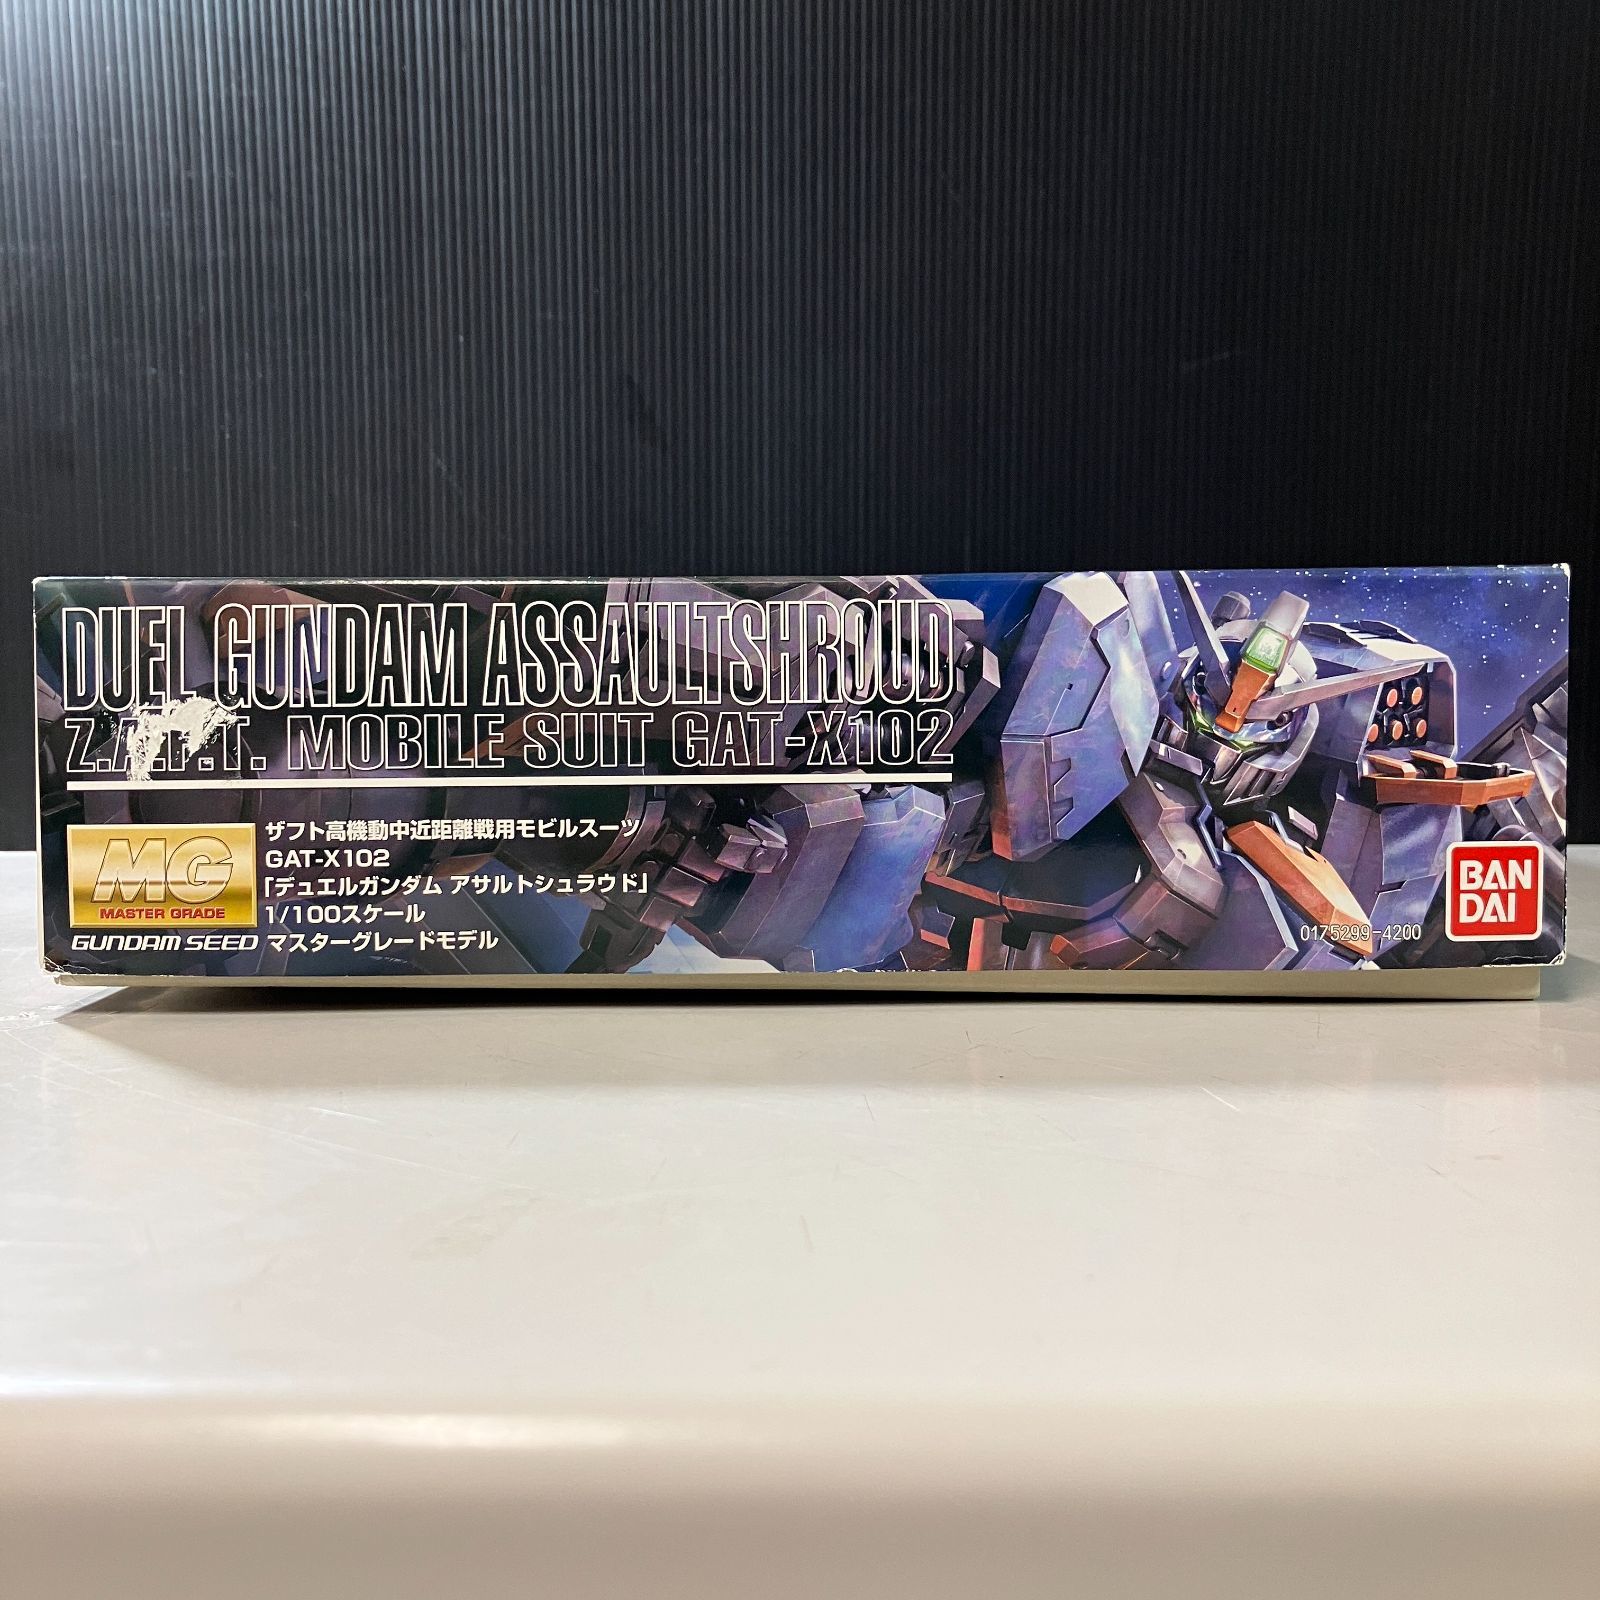 DUEL GUNDAM ASSAULTSHROUD
Z.A.F.T. MOBILE SUIT GAT-X102
MG
MASTER GRADE
GUNDAM SEED
ザフト高機動中近距離戦用モビルスーツ
GAT-X102
「デュエルガンダム アサルトシュラウド」
1/100スケール
マスターグレードモデル
0175299-4200
BAN
DAI